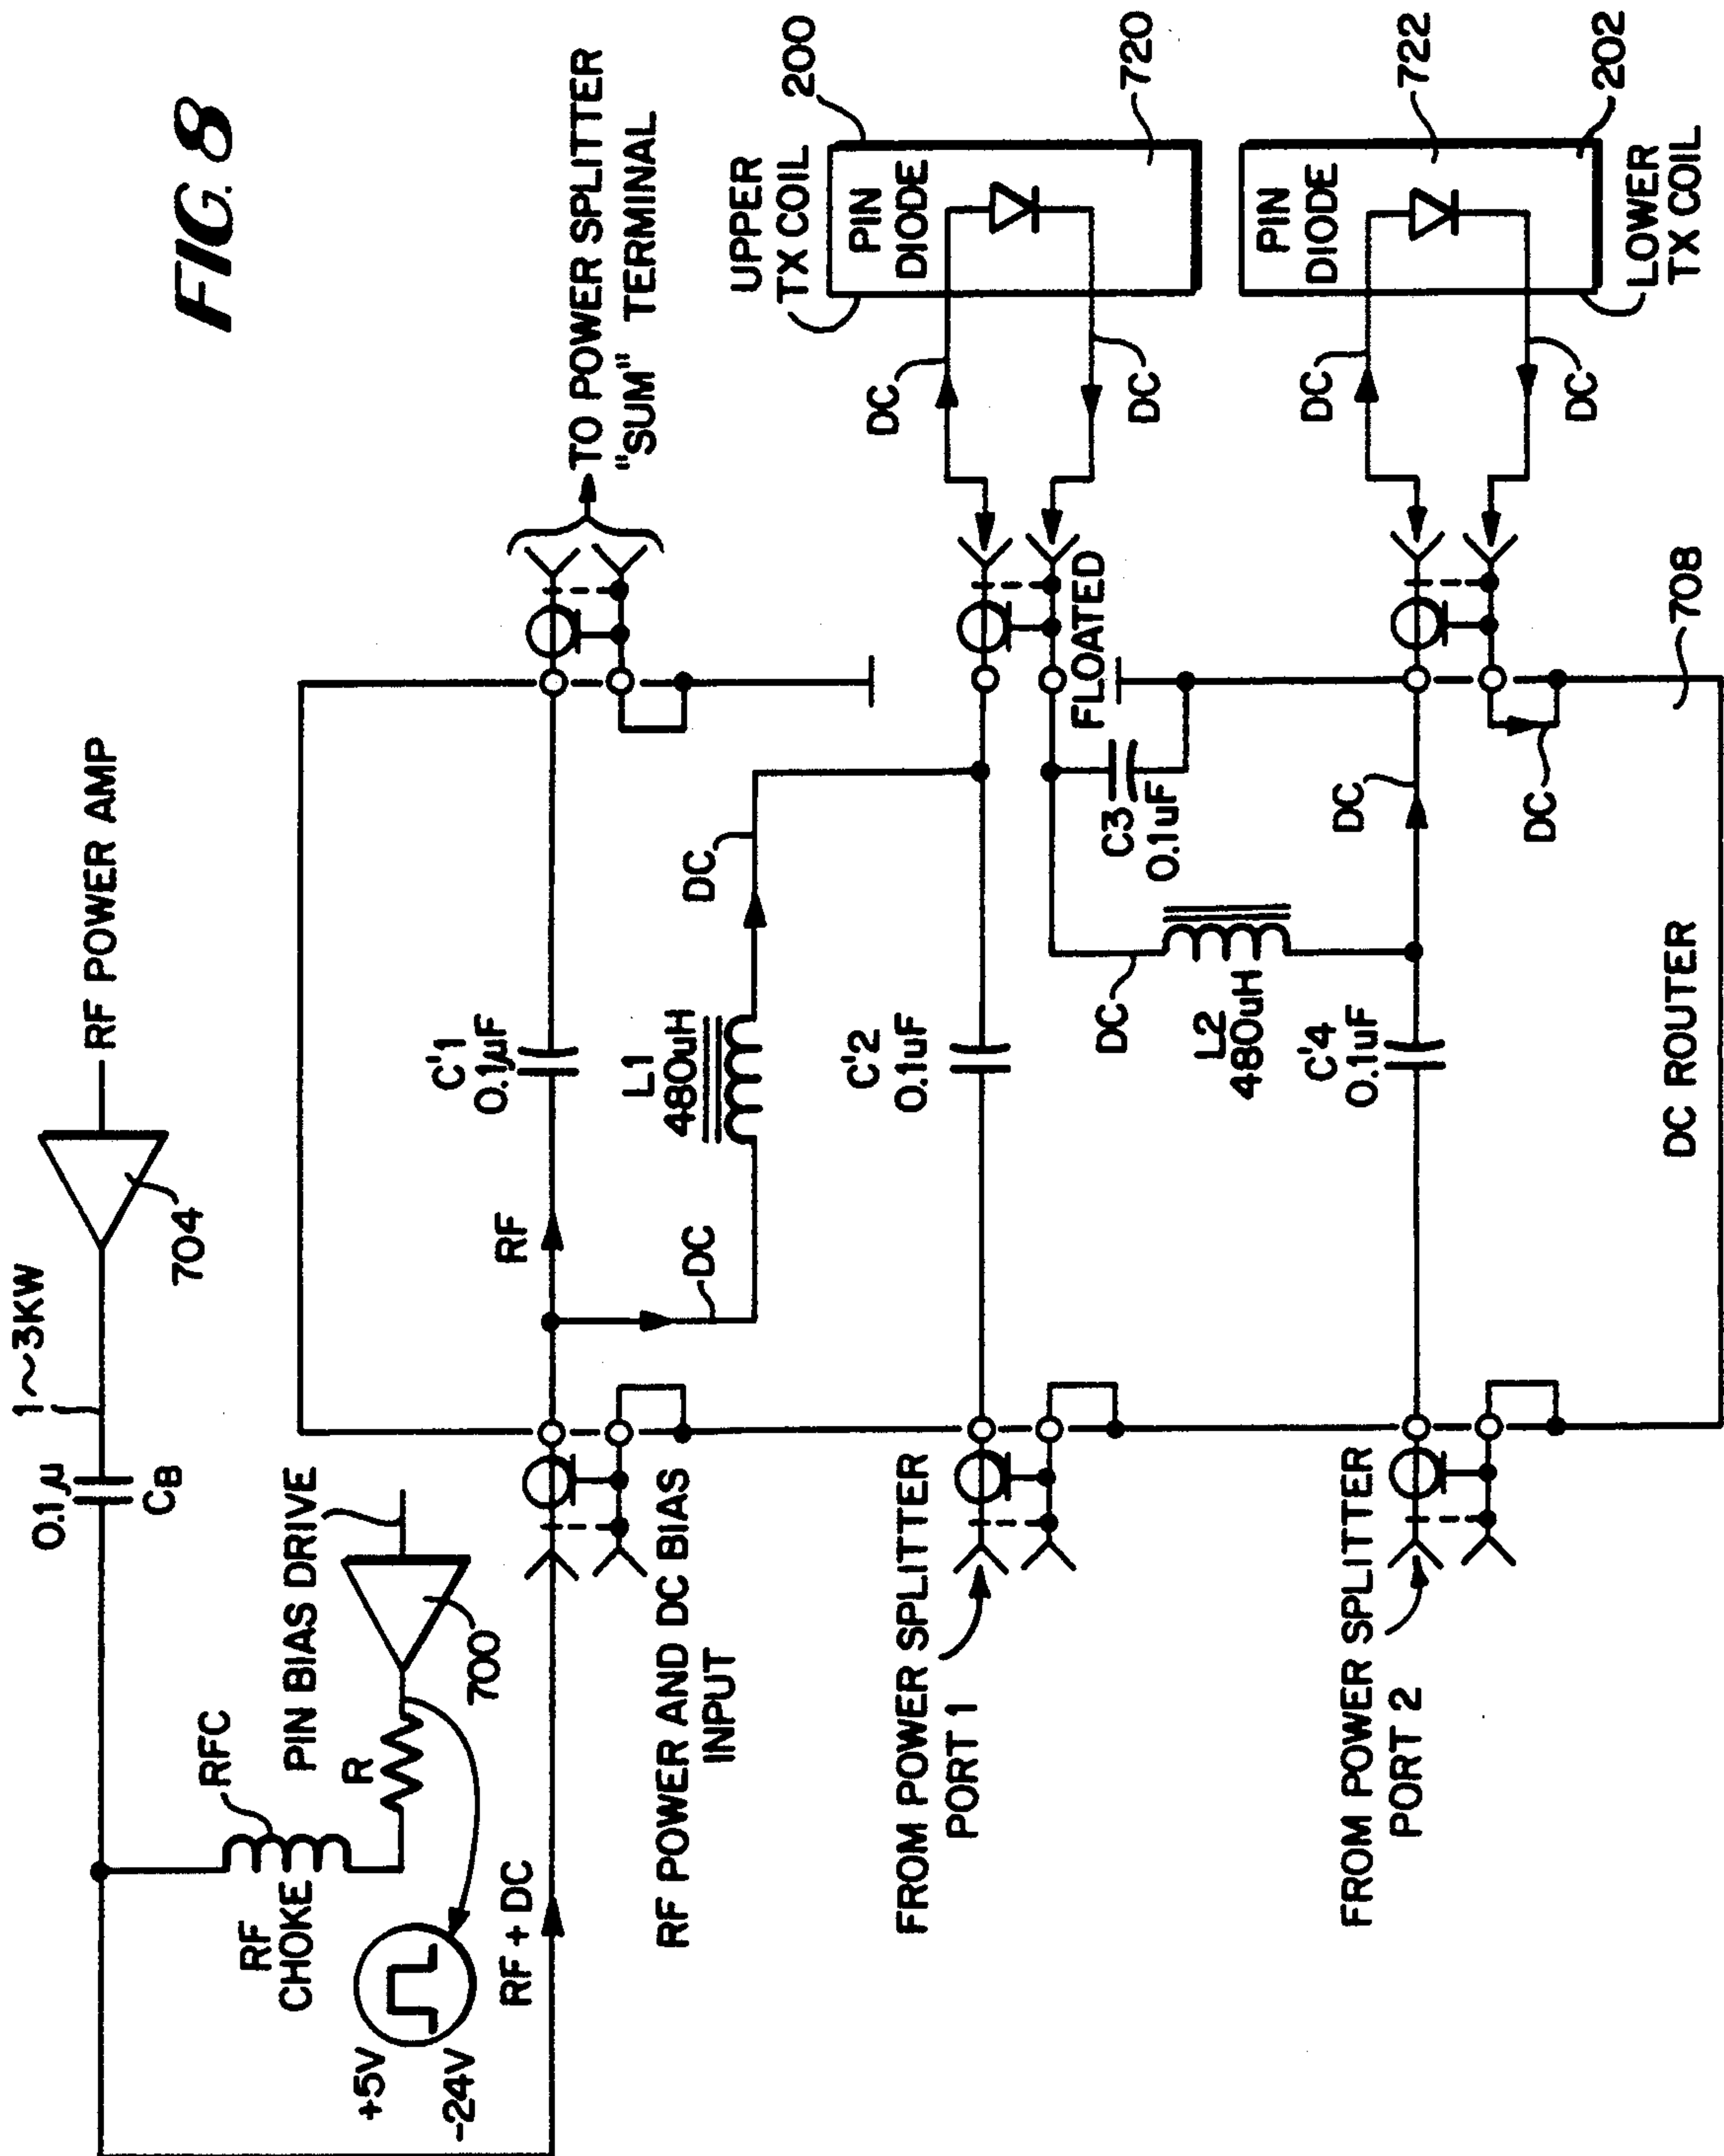 FIG. 8
RF POWER AMP
704
1~3KW
0.1µ
CB
PIN BIAS DRIVE
700
R
RFC
RF
CHOKE
+5V
-24V
RF + DC
RF POWER AND DC BIAS
INPUT
RF
C'1
0.1µF
TO POWER SPLITTER
"SUM" TERMINAL
DC
L1
480uH
DC
FROM POWER SPLITTER
PORT 1
C'2
0.1uF
FLOATED
C3
0.1uF
DC
L2
480uH
FROM POWER SPLITTER
PORT 2
C'4
0.1uF
DC
DC
DC ROUTER
708
UPPER
TX COIL
200
PIN
DIODE
720
DC
DC
PIN
DIODE
722
202
LOWER
TX COIL
DC
DC